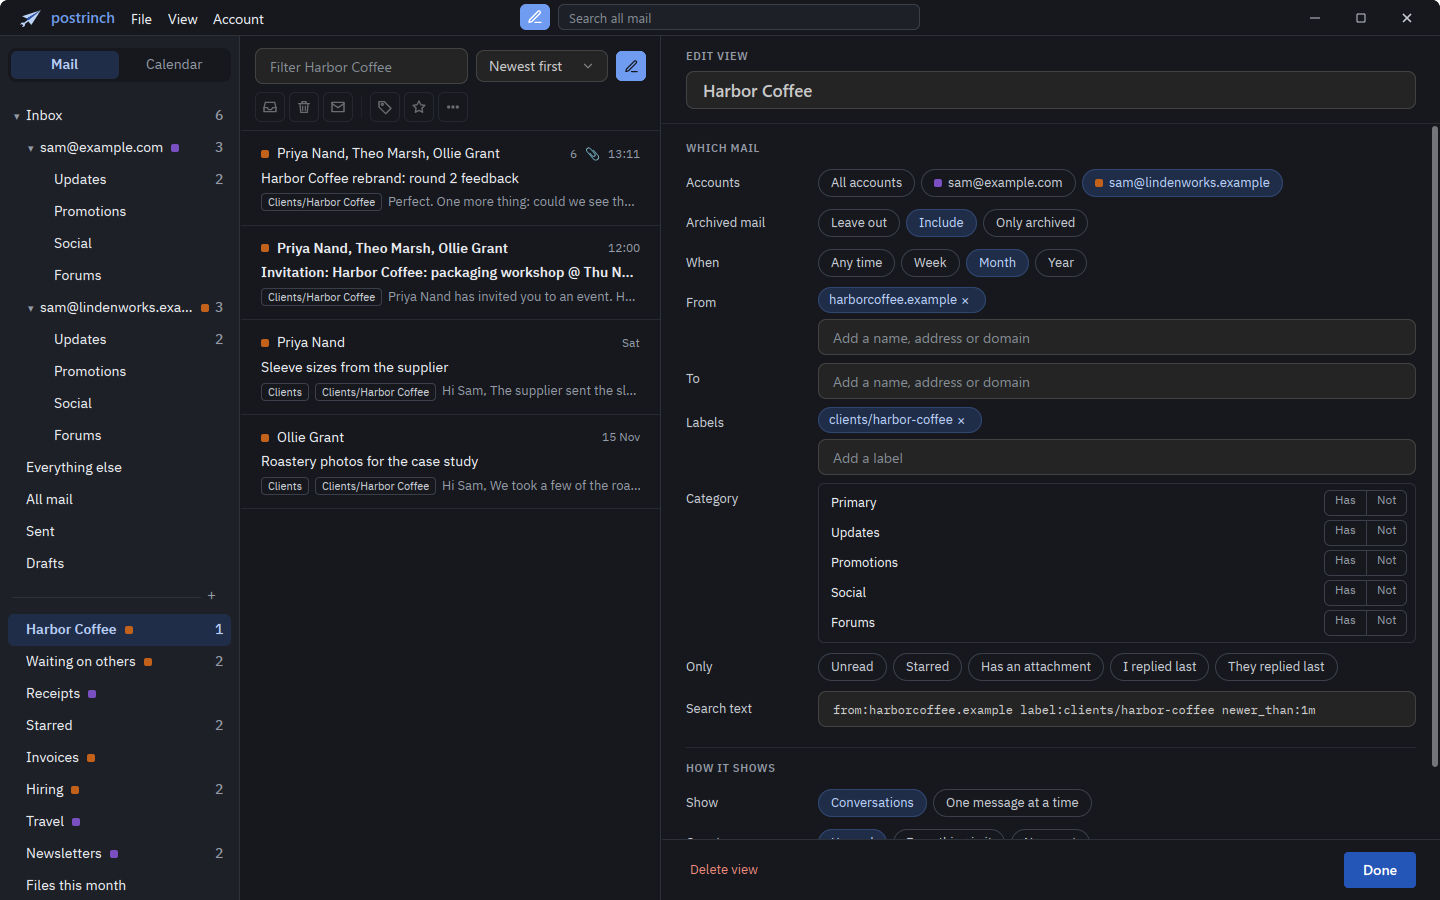 postrinch File View Account
Search all mail
Mail Calendar
Inbox 6
sam@example.com 3
Updates 2
Promotions
Social
Forums
sam@lindenworks.exa... 3
Updates 2
Promotions
Social
Forums
Everything else
All mail
Sent
Drafts
+
Harbor Coffee 1
Waiting on others 2
Receipts
Starred 2
Invoices
Hiring 2
Travel
Newsletters 2
Files this month
Filter Harbor Coffee Newest first
Priya Nand, Theo Marsh, Ollie Grant 6 13:11
Harbor Coffee rebrand: round 2 feedback
Clients/Harbor Coffee Perfect. One more thing: could we see th...
Priya Nand, Theo Marsh, Ollie Grant 12:00
Invitation: Harbor Coffee: packaging workshop @ Thu N...
Clients/Harbor Coffee Priya Nand has invited you to an event. H...
Priya Nand Sat
Sleeve sizes from the supplier
Clients Clients/Harbor Coffee Hi Sam, The supplier sent the sl...
Ollie Grant 15 Nov
Roastery photos for the case study
Clients Clients/Harbor Coffee Hi Sam, We took a few of the roa...
EDIT VIEW
Harbor Coffee
WHICH MAIL
Accounts All accounts sam@example.com sam@lindenworks.example
Archived mail Leave out Include Only archived
When Any time Week Month Year
From harborcoffee.example ×
Add a name, address or domain
To Add a name, address or domain
Labels clients/harbor-coffee ×
Add a label
Category Primary Has Not
Updates Has Not
Promotions Has Not
Social Has Not
Forums Has Not
Only Unread Starred Has an attachment I replied last They replied last
Search text from:harborcoffee.example label:clients/harbor-coffee newer_than:1m
HOW IT SHOWS
Show Conversations One message at a time
Delete view Done